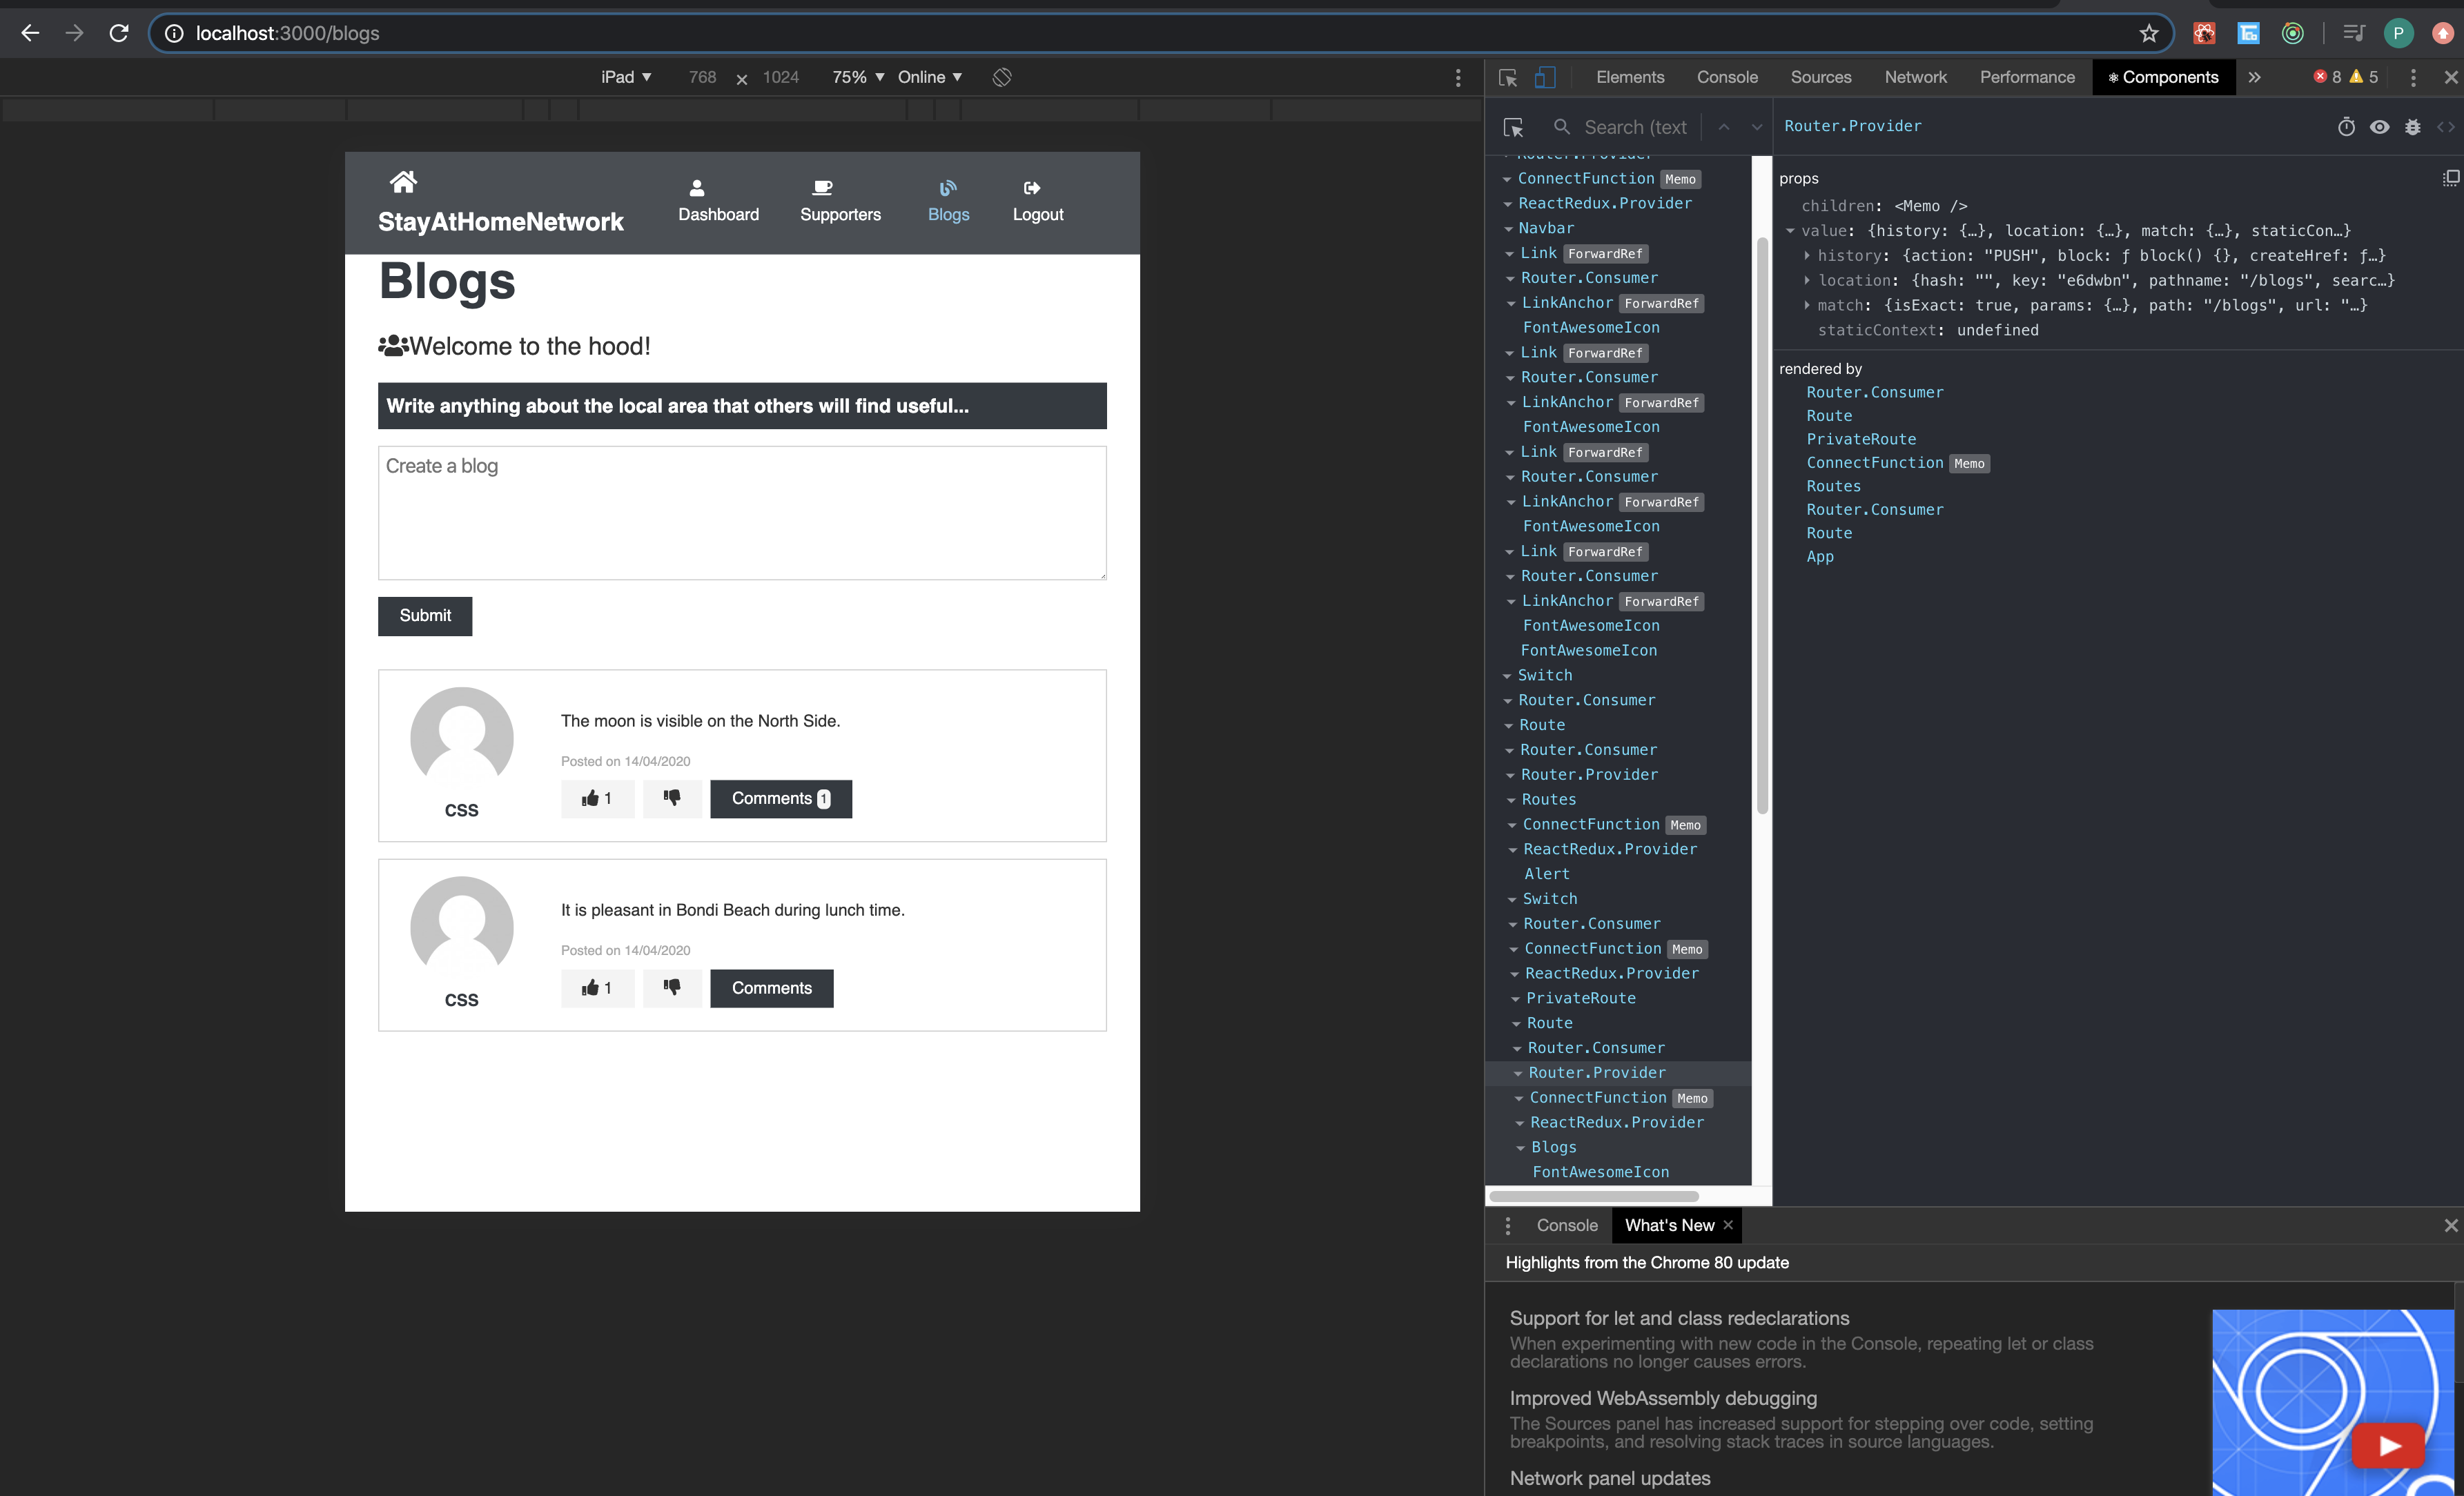 localhost:3000/blogs
P
iPad ▼ 768 × 1024 75% ▼ Online ▼
Elements Console Sources Network Performance Components » 8 5
StayAtHomeNetwork
Dashboard Supporters Blogs Logout
Blogs
Welcome to the hood!
Write anything about the local area that others will find useful...
Create a blog
Submit
The moon is visible on the North Side.
Posted on 14/04/2020
1 Comments 1
CSS
It is pleasant in Bondi Beach during lunch time.
Posted on 14/04/2020
1 Comments
CSS
Search (text
Router.Provider
ConnectFunction Memo
ReactRedux.Provider
Navbar
Link ForwardRef
Router.Consumer
LinkAnchor ForwardRef
FontAwesomeIcon
Link ForwardRef
Router.Consumer
LinkAnchor ForwardRef
FontAwesomeIcon
Link ForwardRef
Router.Consumer
LinkAnchor ForwardRef
FontAwesomeIcon
Link ForwardRef
Router.Consumer
LinkAnchor ForwardRef
FontAwesomeIcon
FontAwesomeIcon
Switch
Router.Consumer
Route
Router.Consumer
Router.Provider
Routes
ConnectFunction Memo
ReactRedux.Provider
Alert
Switch
Router.Consumer
ConnectFunction Memo
ReactRedux.Provider
PrivateRoute
Route
Router.Consumer
Router.Provider
ConnectFunction Memo
ReactRedux.Provider
Blogs
FontAwesomeIcon
Router.Provider
props
children: <Memo />
value: {history: {…}, location: {…}, match: {…}, staticCon…}
history: {action: "PUSH", block: ƒ block() {}, createHref: ƒ…}
location: {hash: "", key: "e6dwbn", pathname: "/blogs", searc…}
match: {isExact: true, params: {…}, path: "/blogs", url: "…}
staticContext: undefined
rendered by
Router.Consumer
Route
PrivateRoute
ConnectFunction Memo
Routes
Router.Consumer
Route
App
Console What's New ×
Highlights from the Chrome 80 update
Support for let and class redeclarations
When experimenting with new code in the Console, repeating let or class
declarations no longer causes errors.
Improved WebAssembly debugging
The Sources panel has increased support for stepping over code, setting
breakpoints, and resolving stack traces in source languages.
Network panel updates